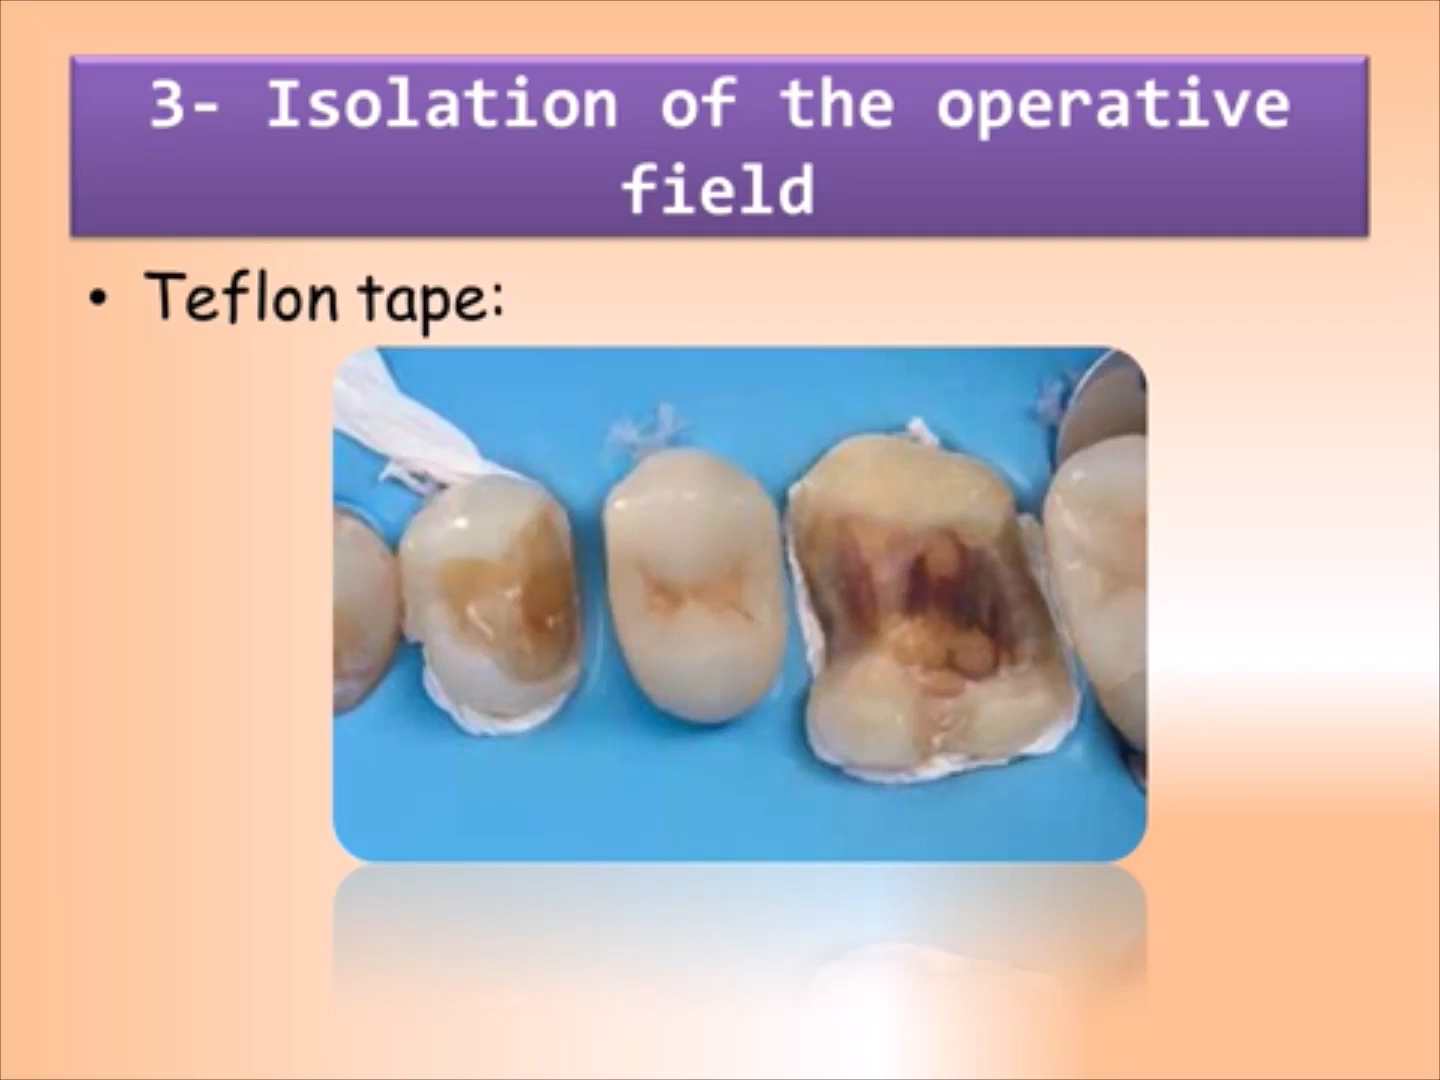 3- Isolation of the operative
field
• Teflon tape: